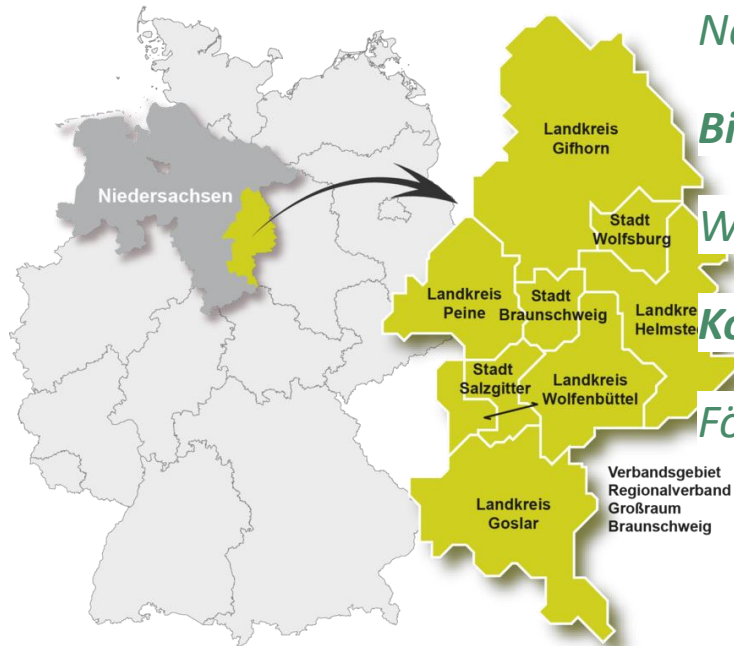 Landkreis
Gifhorn
Niedersachsen
Stadt
Wolfsburg
Landkreis
Peine
Stadt
Braunschweig
Helmstedt
Stadt
Salzgitter
Landkreis
Wolfenbüttel
Landkreis
Goslar
Verbandsgebiet
Regionalverband
Großraum
Braunschweig